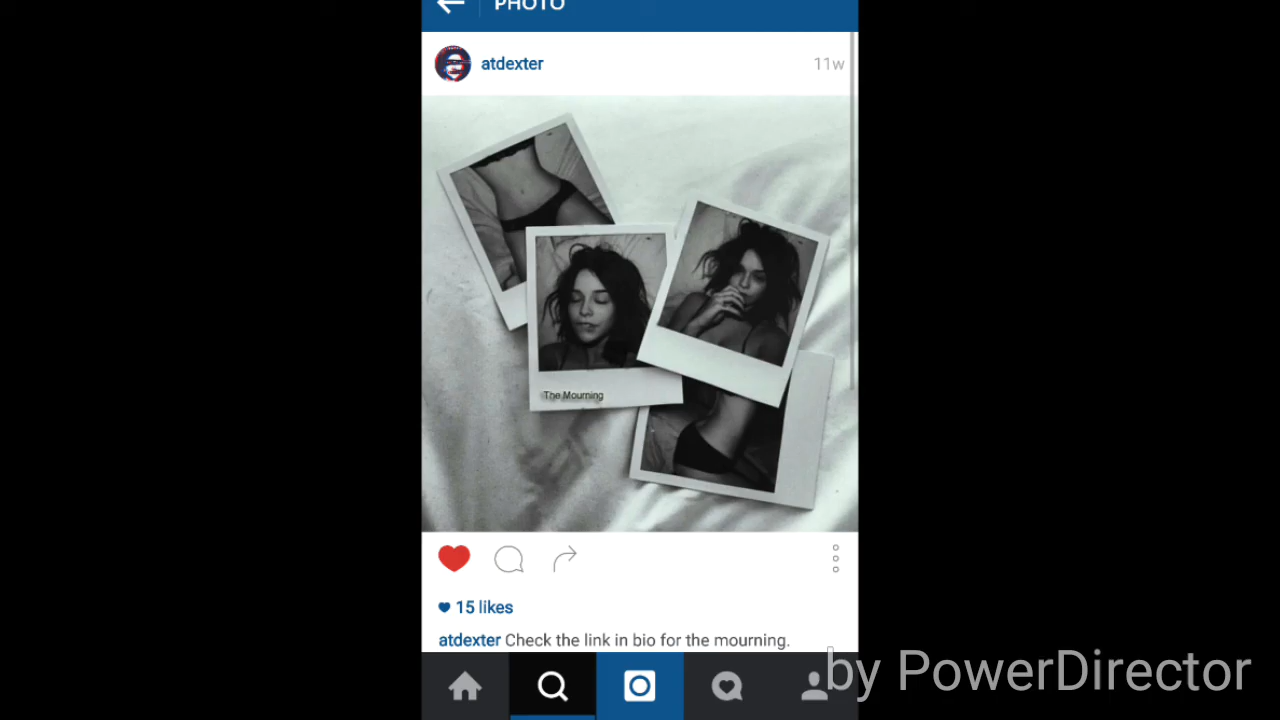 PHOTO
atdexter 11w
The Mourning
15 likes
atdexter Check the link in bio for the mourning.
by PowerDirector